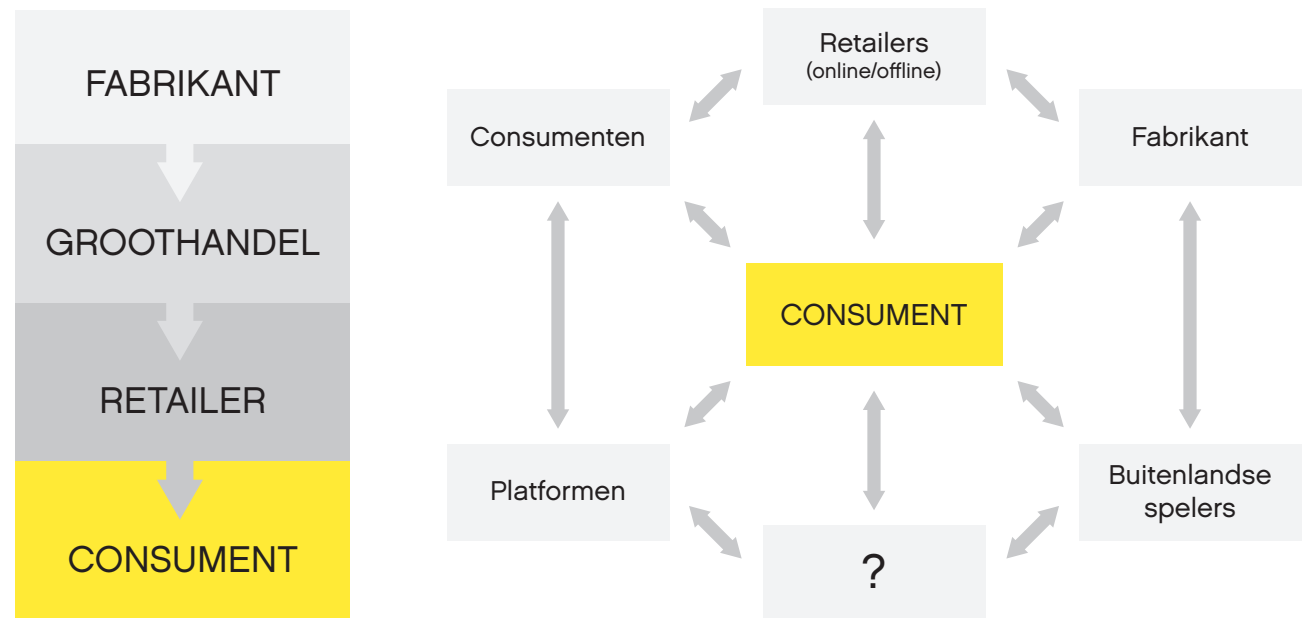 FABRIKANT
GROOTHANDEL
RETAILER
CONSUMENT
Retailers
(online/offline)
Consumenten
Fabrikant
CONSUMENT
Platformen
Buitenlandse
spelers
?